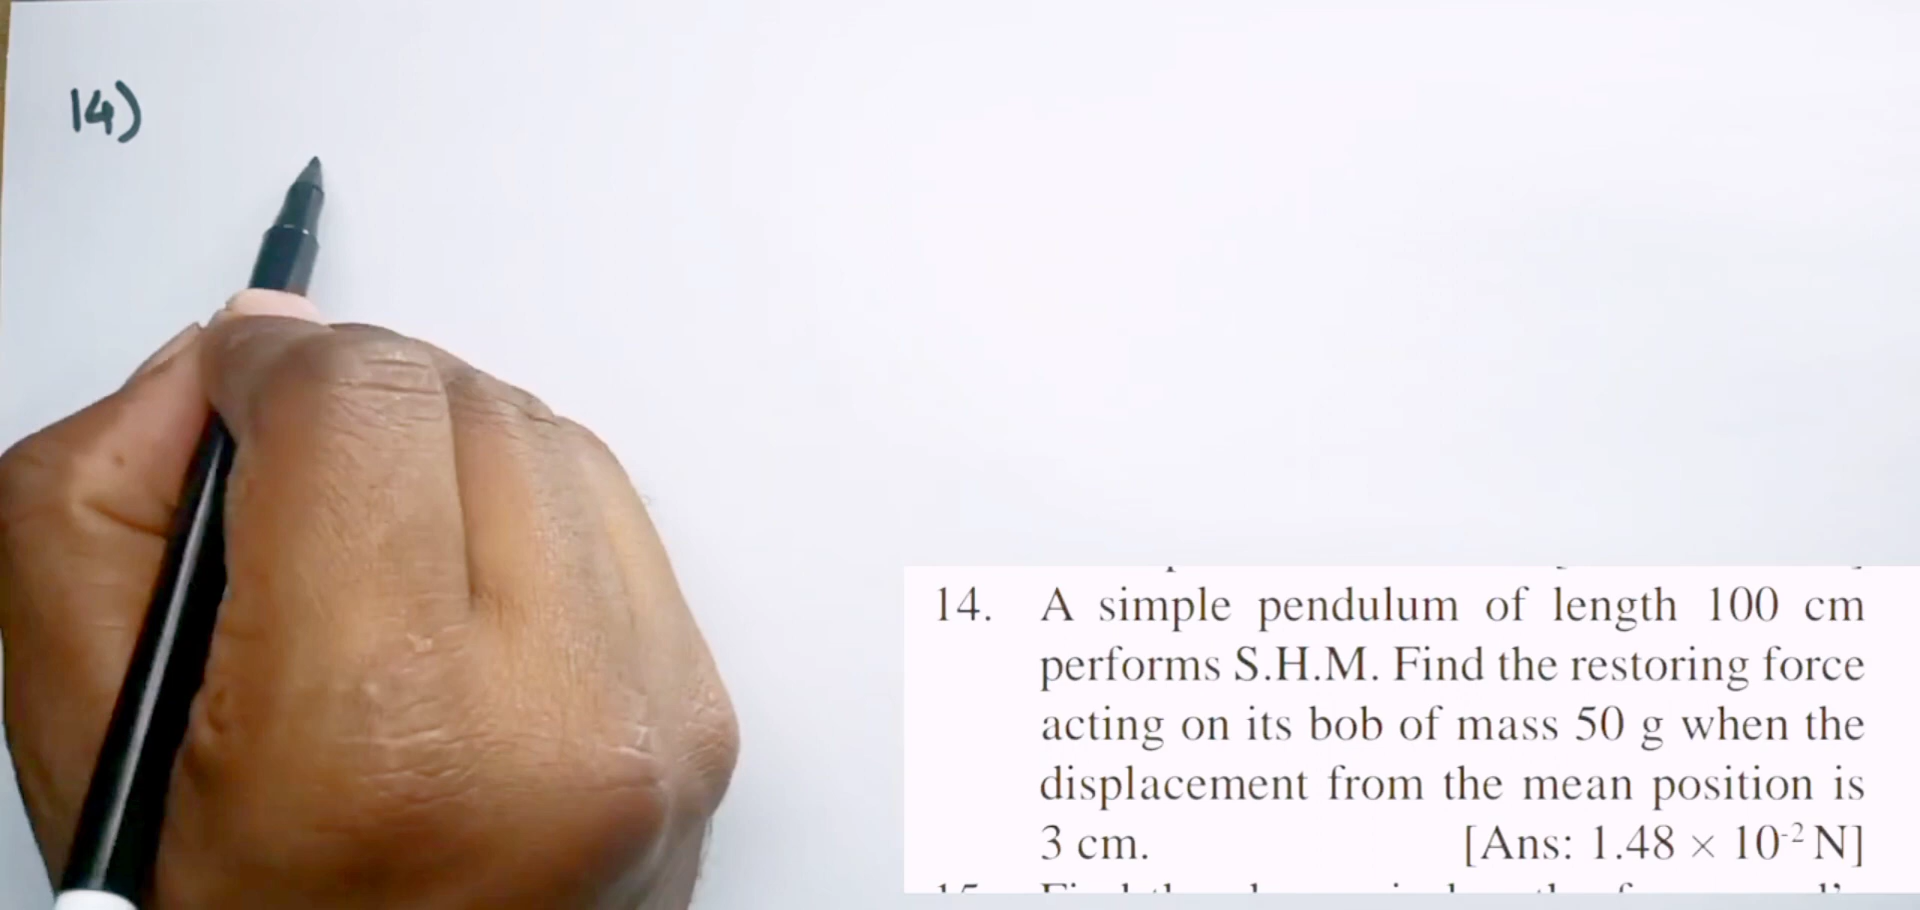 14)
14. A simple pendulum of length 100 cm
performs S.H.M. Find the restoring force
acting on its bob of mass 50 g when the
displacement from the mean position is
3 cm. [Ans: 1.48 × 10⁻² N]